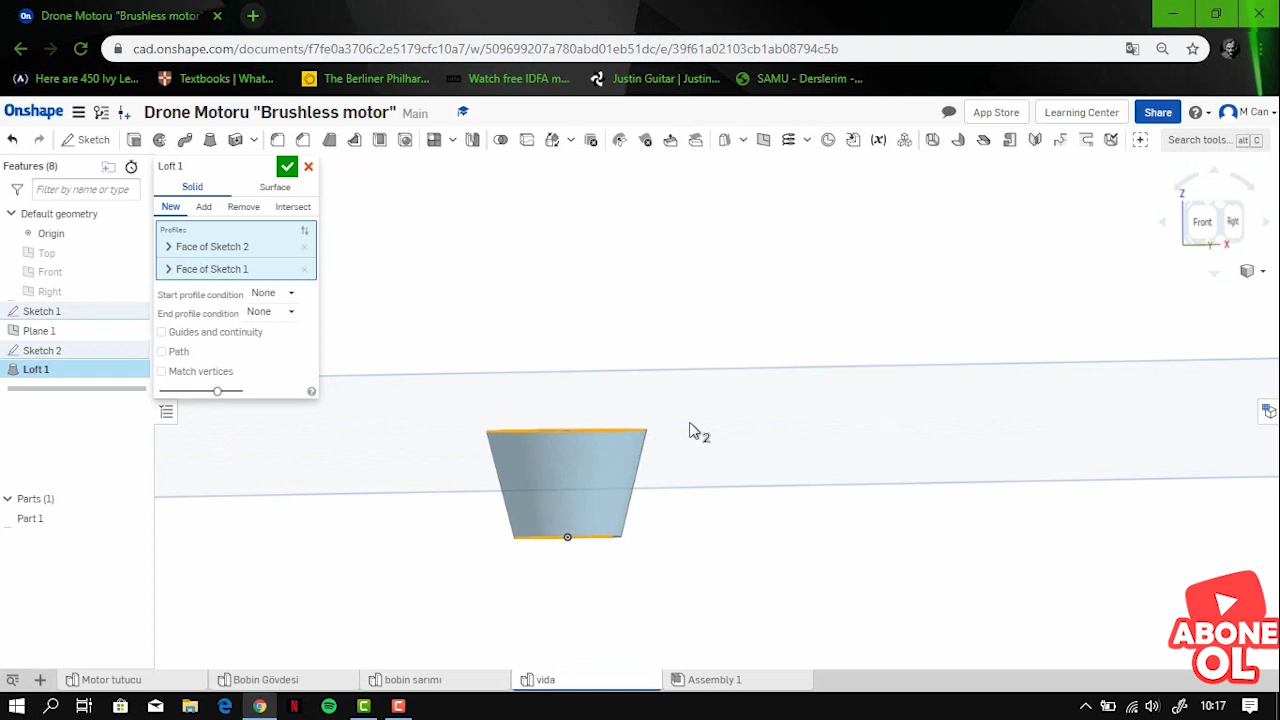 Drone Motoru "Brushless motor"
cad.onshape.com/documents/f7fe0a3706c2e5179cfc10a7/w/509699207a780abd01eb51dc/e/39f61a02103cb1ab08794c5b
Here are 450 Ivy Le... Textbooks | What... The Berliner Philhar... Watch free IDFA m... Justin Guitar | Justin... SAMU - Derslerim -...
Onshape Drone Motoru "Brushless motor" Main App Store Learning Center Share M Can
Sketch Search tools... alt C
Features (8) Loft 1
Filter by name or type Solid Surface
Default geometry New Add Remove Intersect
Origin Profiles
Top Face of Sketch 2
Front Face of Sketch 1
Right Start profile condition None
Sketch 1 End profile condition None
Plane 1 Guides and continuity
Sketch 2 Path
Loft 1 Match vertices
Z Front Right
Y X
2
Parts (1)
Part 1
ABONE
OL
Motor tutucu Bobin Gövdesi bobin sarımı vida Assembly 1
10:17